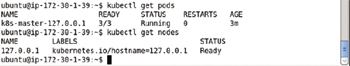 ubuntu@ip-172-30-1-39:~$ kubectl get pods
NAME READY STATUS RESTARTS AGE
k8s-master-127.0.0.1 3/3 Running 0 3m
ubuntu@ip-172-30-1-39:~$ kubectl get nodes
NAME LABELS STATUS
127.0.0.1 kubernetes.io/hostname=127.0.0.1 Ready
ubuntu@ip-172-30-1-39:~$